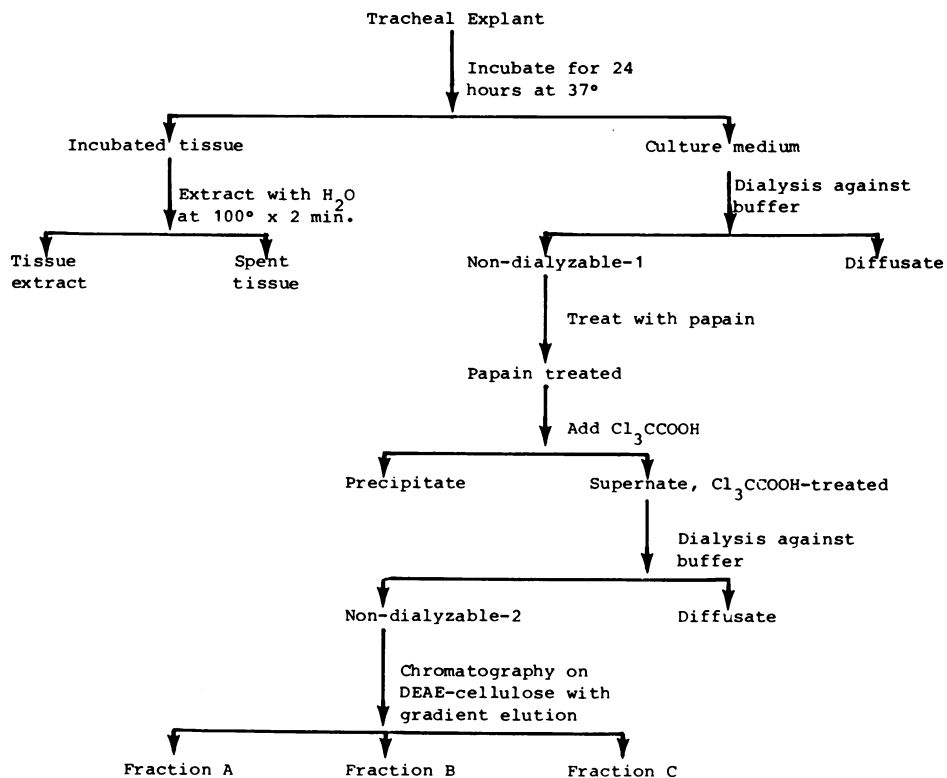 Tracheal Explant
Incubate for 24
hours at 37°
Incubated tissue
Culture medium
Extract with H₂O
at 100° x 2 min.
Dialysis against
buffer
Tissue
extract
Spent
tissue
Non-dialyzable-1
Diffusate
Treat with papain
Papain treated
Add Cl₃CCOOH
Precipitate
Supernate, Cl₃CCOOH-treated
Dialysis against
buffer
Non-dialyzable-2
Diffusate
Chromatography on
DEAE-cellulose with
gradient elution
Fraction A
Fraction B
Fraction C